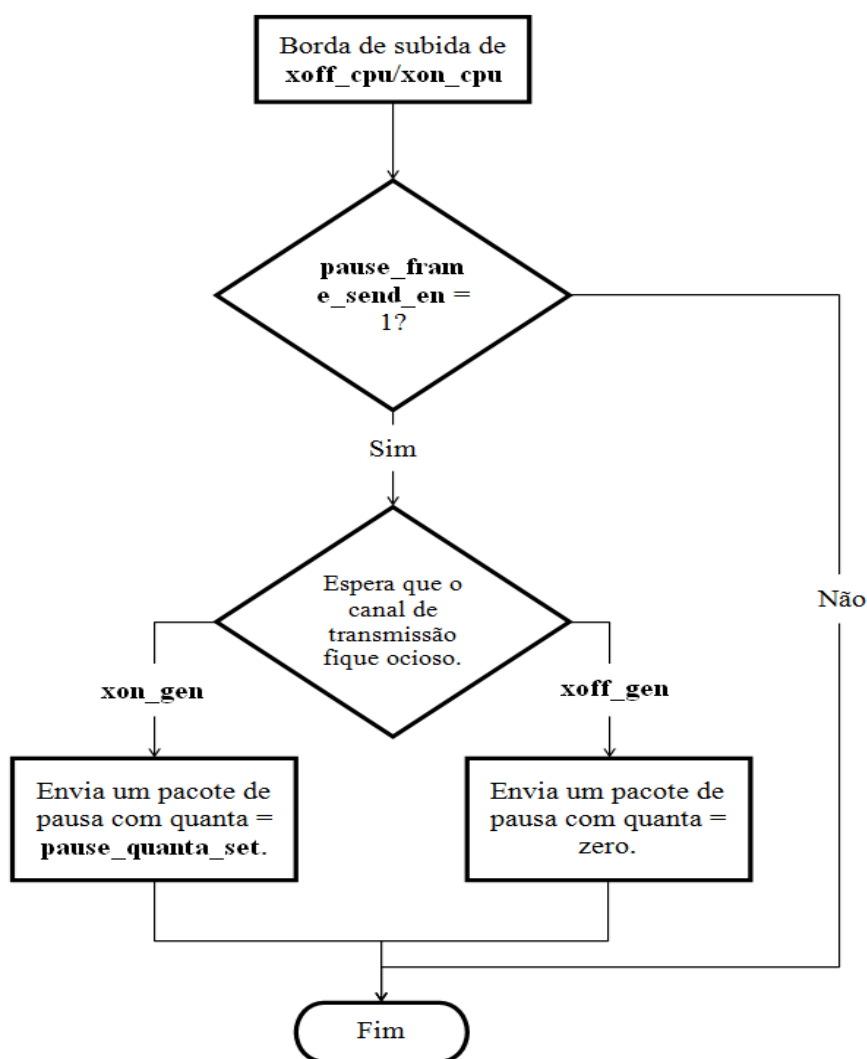 Borda de subida de
xoff_cpu/xon_cpu
pause_fram
e_send_en =
1?
Sim
Espera que o
canal de
transmissão
fique ocioso.
Não
xon_gen
xoff_gen
Envia um pacote de
pausa com quanta =
pause_quanta_set.
Envia um pacote de
pausa com quanta =
zero.
Fim